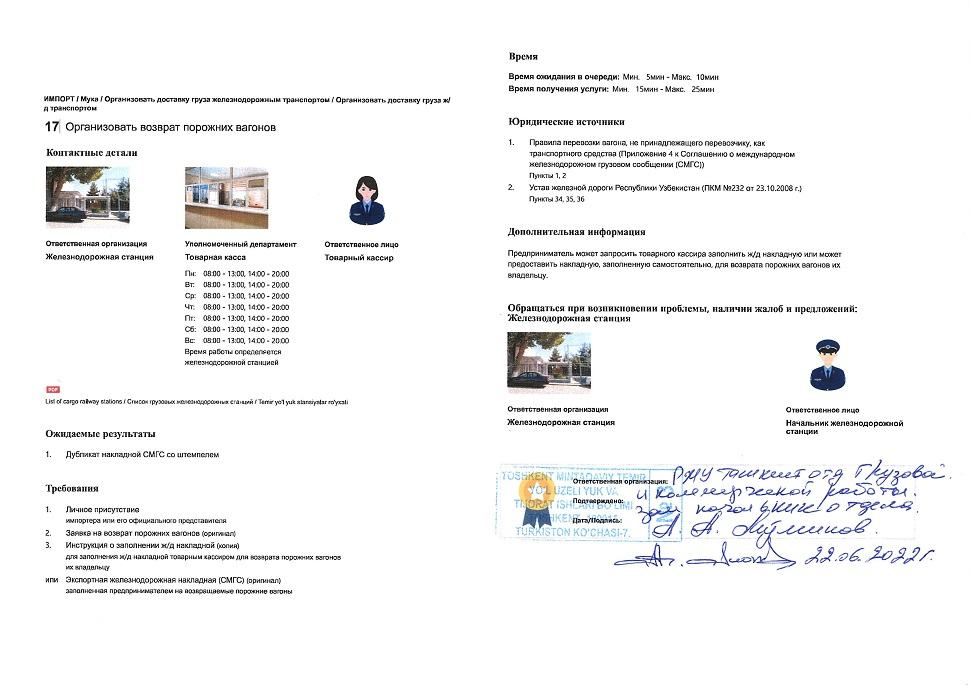 ИМПОРТ / Мука / Организовать доставку груза железнодорожным транспортом / Организовать доставку груза ж/
д транспортом
17 Организовать возврат порожних вагонов
Контактные детали
Ответственная организация
Железнодорожная станция
Уполномоченный департамент
Товарная касса
Пн: 08:00 - 13:00, 14:00 - 20:00
Вт: 08:00 - 13:00, 14:00 - 20:00
Ср: 08:00 - 13:00, 14:00 - 20:00
Чт: 08:00 - 13:00, 14:00 - 20:00
Пт: 08:00 - 13:00, 14:00 - 20:00
Сб: 08:00 - 13:00, 14:00 - 20:00
Вс: 08:00 - 13:00, 14:00 - 20:00
Время работы определяется
железнодорожной станцией
Ответственное лицо
Товарный кассир
PDF
List of cargo railway stations / Список грузовых железнодорожных станций / Temir yo'l yuk stansiyalar ro'yxati
Ожидаемые результаты
1. Дубликат накладной СМГС со штемпелем
Требования
1. Личное присутствие
импортера или его официального представителя
2. Заявка на возврат порожних вагонов (оригинал)
3. Инструкция о заполнении ж/д накладной (копия)
для заполнения ж/д накладной товарным кассиром для возврата порожних вагонов
их владельцу
или Экспортная железнодорожная накладная (СМГС) (оригинал)
заполненная предпринимателем на возвращаемые порожние вагоны
Время
Время ожидания в очереди: Мин. 5мин - Макс. 10мин
Время получения услуги: Мин. 15мин - Макс. 25мин
Юридические источники
1. Правила перевозки вагона, не принадлежащего перевозчику, как
транспортного средства (Приложение 4 к Соглашению о международном
железнодорожном грузовом сообщении (СМГС))
Пункты 1, 2
2. Устав железной дороги Республики Узбекистан (ПКМ №232 от 23.10.2008 г.)
Пункты 34, 35, 36
Дополнительная информация
Предприниматель может запросить товарного кассира заполнить ж/д накладную или может
предоставить накладную, заполненную самостоятельно, для возврата порожних вагонов их
владельцу.
Обращаться при возникновении проблемы, наличии жалоб и предложений:
Железнодорожная станция
Ответственная организация
Железнодорожная станция
Ответственное лицо
Начальник железнодорожной
станции
TOSHKENT MINTAQAVIY TEMIR
YO'L UZELI YUK VA
TIJORAT ISHLARI BO'LIMI
TOSHKENT
TURKISTON KO'CHASI-7.
Ответственная организация: РЖУ Ташкент отд Грузовой
Подтверждено: и коммерческой работы.
зам отдела.
Дата/Подпись: А. А.
22.06.2022г.